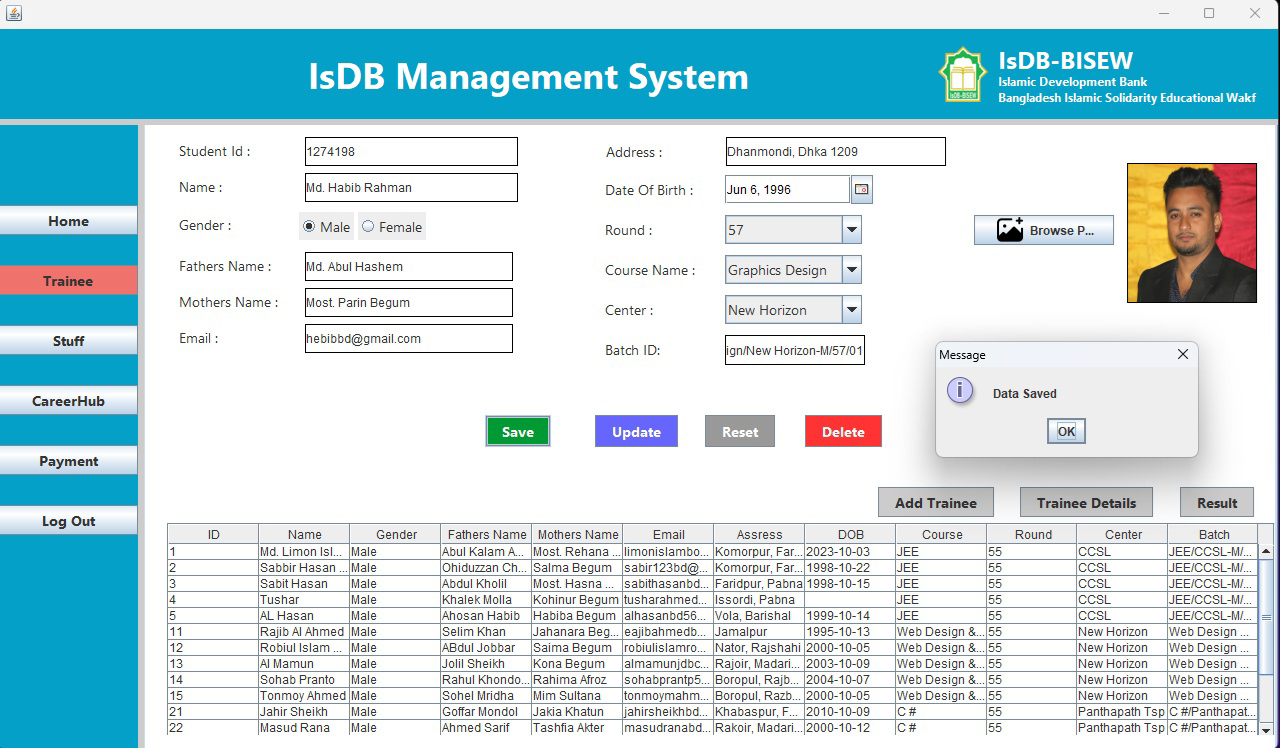 IsDB Management System
IsDB-BISEW
Islamic Development Bank
Bangladesh Islamic Solidarity Educational Wakf
IsDB-BISEW
Home
Trainee
Stuff
CareerHub
Payment
Log Out
Student Id : 1274198
Name : Md. Habib Rahman
Gender : Male Female
Fathers Name : Md. Abul Hashem
Mothers Name : Most. Parin Begum
Email : hebibbd@gmail.com
Address : Dhanmondi, Dhka 1209
Date Of Birth : Jun 6, 1996
Round : 57
Course Name : Graphics Design
Center : New Horizon
Batch ID: ign/New Horizon-M/57/01
Browse P...
Message
i
Data Saved
OK
Save Update Reset Delete
Add Trainee Trainee Details Result
ID Name Gender Fathers Name Mothers Name Email Assress DOB Course Round Center Batch
1 Md. Limon Isl... Male Abul Kalam A... Most. Rehana ... limonislambo... Komorpur, Far... 2023-10-03 JEE 55 CCSL JEE/CCSL-M/...
2 Sabbir Hasan ... Male Ohiduzzan Ch... Salma Begum sabir123bd@... Komorpur, Far... 1998-10-22 JEE 55 CCSL JEE/CCSL-M/...
3 Sabit Hasan Male Abdul Kholil Most. Hasna ... sabithasanbd... Faridpur, Pabna 1998-10-15 JEE 55 CCSL JEE/CCSL-M/...
4 Tushar Male Khalek Molla Kohinur Begum tusharahmed... Issordi, Pabna JEE 55 CCSL JEE/CCSL-M/...
5 AL Hasan Male Ahosan Habib Habiba Begum alhasanbd56... Vola, Barishal 1999-10-14 JEE 55 CCSL JEE/CCSL-M/...
11 Rajib Al Ahmed Male Selim Khan Jahanara Beg... eajibahmedb... Jamalpur 1995-10-13 Web Design &... 55 New Horizon Web Design ...
12 Robiul Islam ... Male ABdul Jobbar Saima Begum robiulislamro... Nator, Rajshahi 2000-10-05 Web Design &... 55 New Horizon Web Design ...
13 Al Mamun Male Jolil Sheikh Kona Begum almamunjdbc... Rajoir, Madari... 2003-10-09 Web Design &... 55 New Horizon Web Design ...
14 Sohab Pranto Male Rahul Khondo... Rahima Afroz sohabprantp5... Boropul, Rajb... 2004-10-07 Web Design &... 55 New Horizon Web Design ...
15 Tonmoy Ahmed Male Sohel Mridha Mim Sultana tonmoymahm... Boropul, Razb... 2000-10-05 Web Design &... 55 New Horizon Web Design ...
21 Jahir Sheikh Male Goffar Mondol Jakia Khatun jahirsheikhbd... Khabaspur, F... 2010-10-09 C # 55 Panthapath Tsp C #/Panthapat...
22 Masud Rana Male Ahmed Sarif Tashfia Akter masudranabd... Rakoir, Madari... 2000-10-12 C # 55 Panthapath Tsp C #/Panthapat...